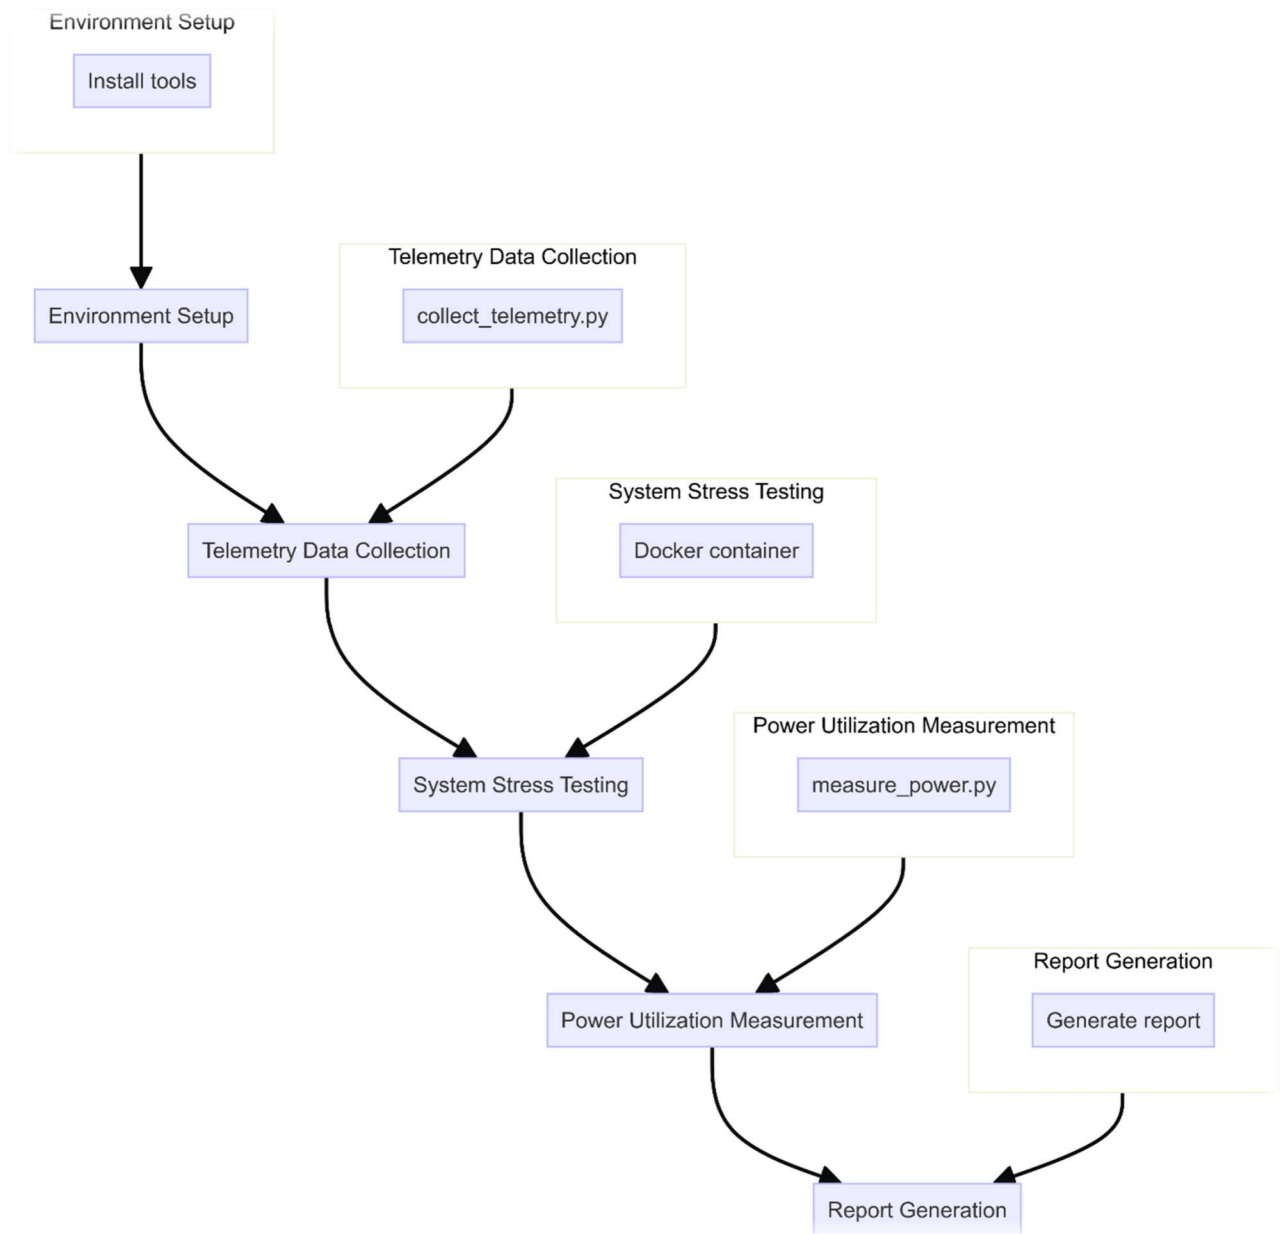 Environment Setup
Install tools
Environment Setup
Telemetry Data Collection
collect_telemetry.py
Telemetry Data Collection
System Stress Testing
Docker container
System Stress Testing
Power Utilization Measurement
measure_power.py
Power Utilization Measurement
Report Generation
Generate report
Report Generation